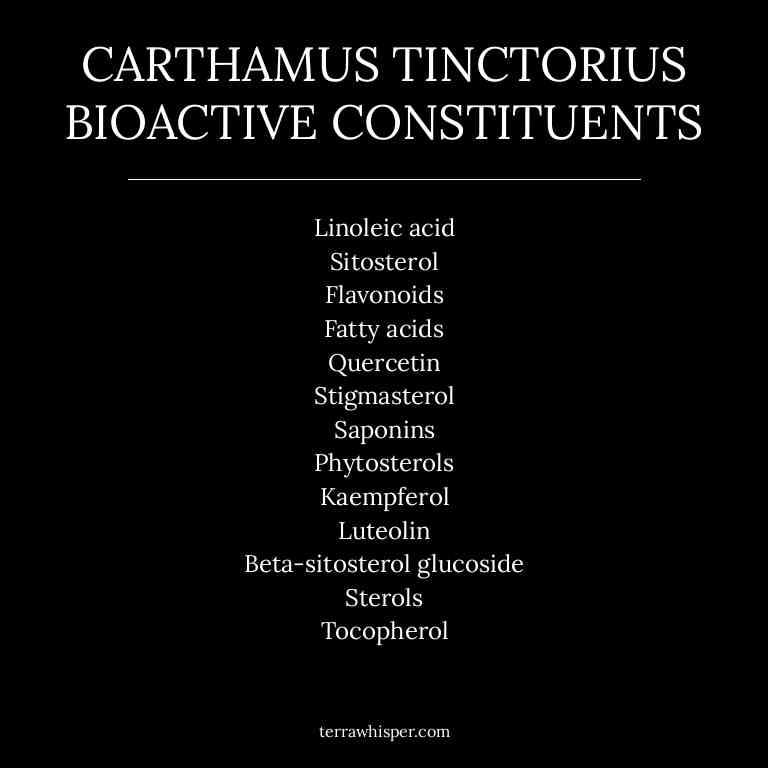 CARTHAMUS TINCTORIUS
BIOACTIVE CONSTITUENTS
Linoleic acid
Sitosterol
Flavonoids
Fatty acids
Quercetin
Stigmasterol
Saponins
Phytosterols
Kaempferol
Luteolin
Beta-sitosterol glucoside
Sterols
Tocopherol
terrawhisper.com